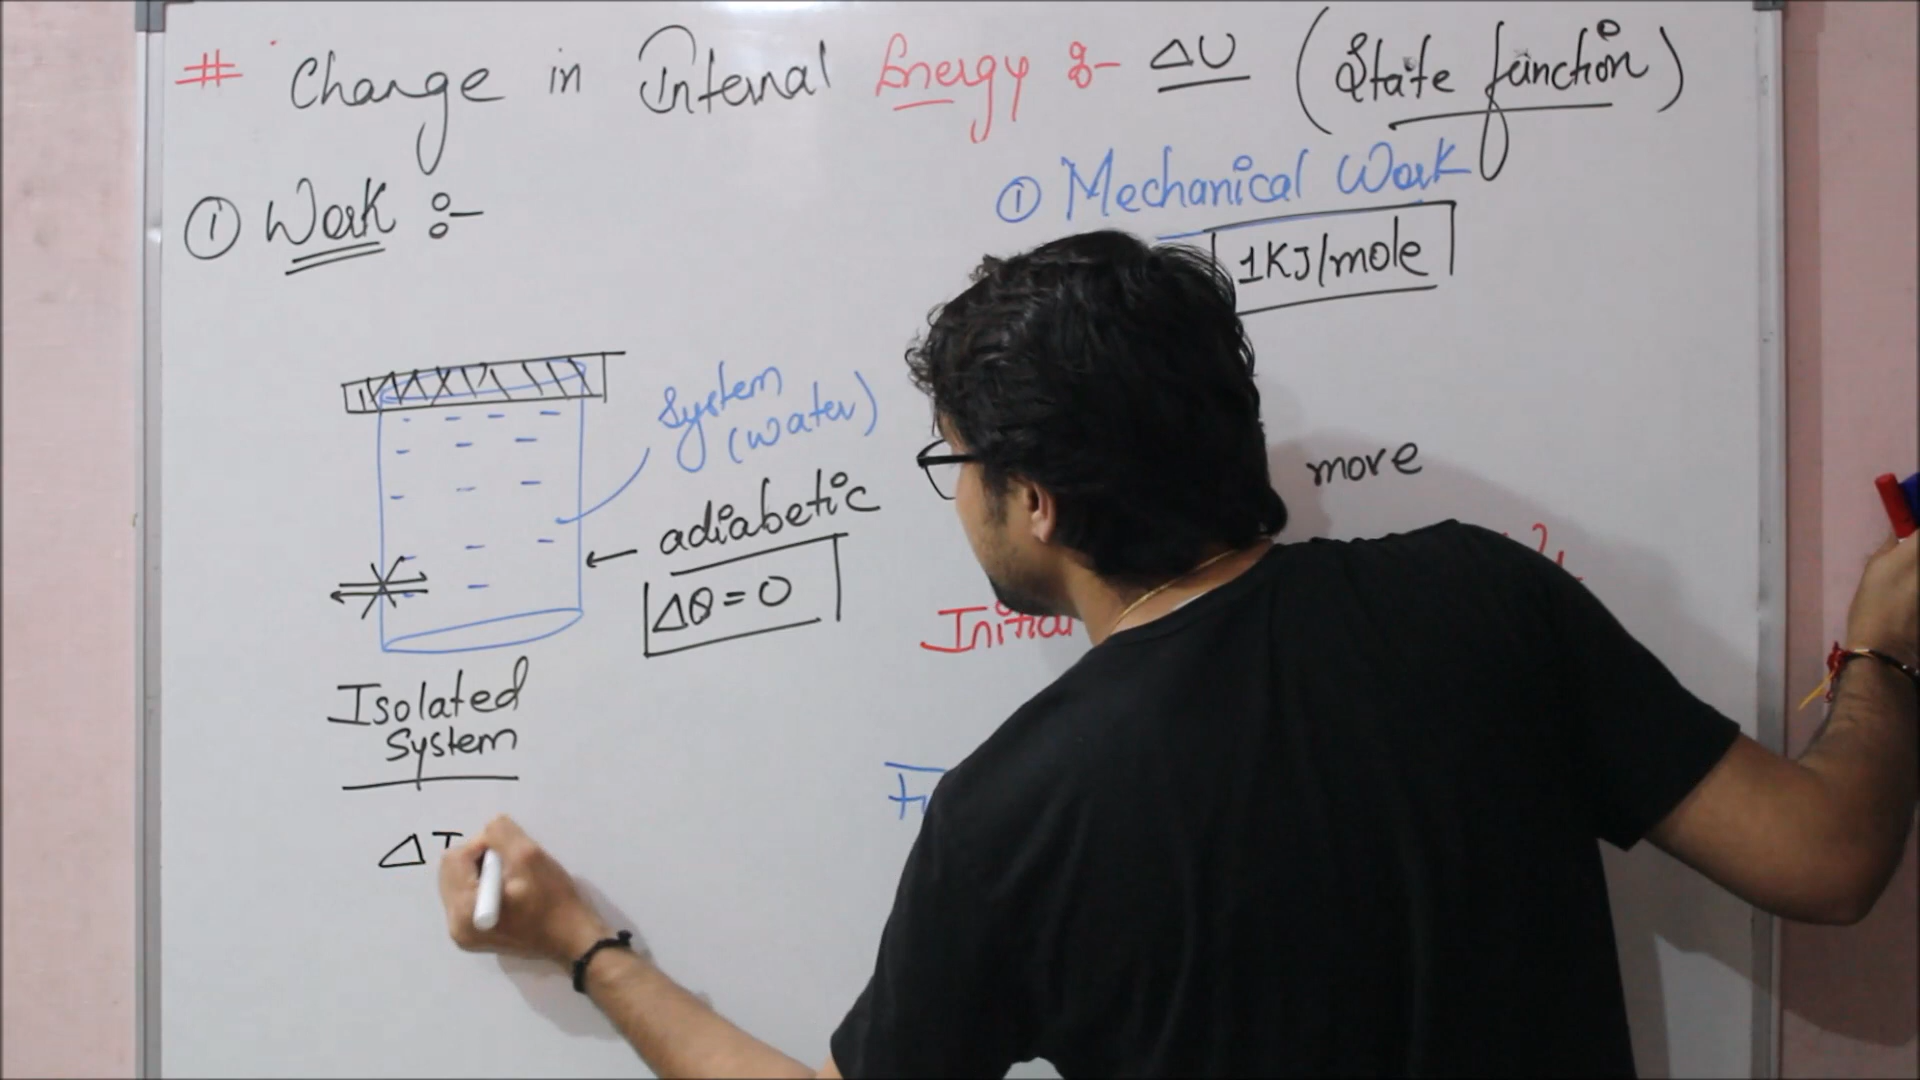 # Change in Internal Energy :- ΔU (State function)
① Work :-
① Mechanical Work
1KJ/mole
System
(water)
adiabetic
ΔQ = 0
more
Initial
Isolated
System
Δ